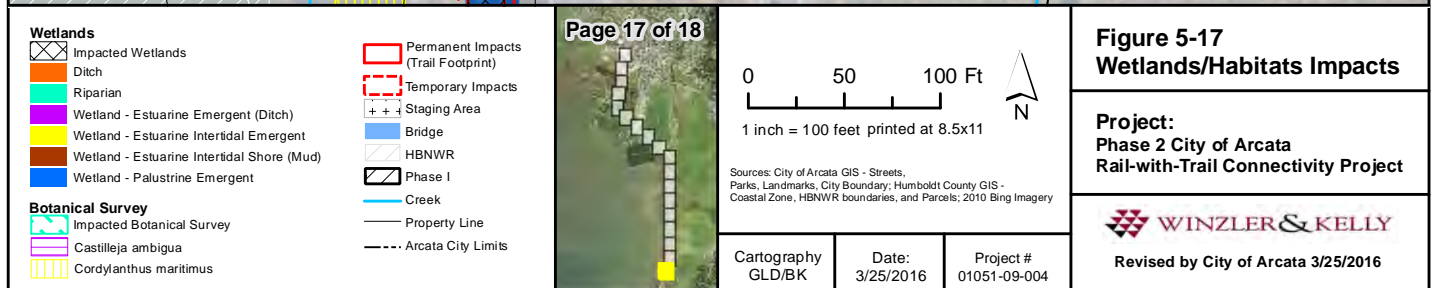 Wetlands
Impacted Wetlands
Ditch
Riparian
Wetland - Estuarine Emergent (Ditch)
Wetland - Estuarine Intertidal Emergent
Wetland - Estuarine Intertidal Shore (Mud)
Wetland - Palustrine Emergent
Botanical Survey
Impacted Botanical Survey
Castilleja ambigua
Cordylanthus maritimus
Permanent Impacts
(Trail Footprint)
Temporary Impacts
Staging Area
Bridge
HBNWR
Phase I
Creek
Property Line
Arcata City Limits
Page 17 of 18
0 50 100 Ft
N
1 inch = 100 feet printed at 8.5x11
Sources: City of Arcata GIS - Streets,
Parks, Landmarks, City Boundary; Humboldt County GIS -
Coastal Zone, HBNWR boundaries, and Parcels; 2010 Bing Imagery
Cartography
GLD/BK
Date:
3/25/2016
Project #
01051-09-004
Figure 5-17
Wetlands/Habitats Impacts
Project:
Phase 2 City of Arcata
Rail-with-Trail Connectivity Project
WINZLER & KELLY
Revised by City of Arcata 3/25/2016